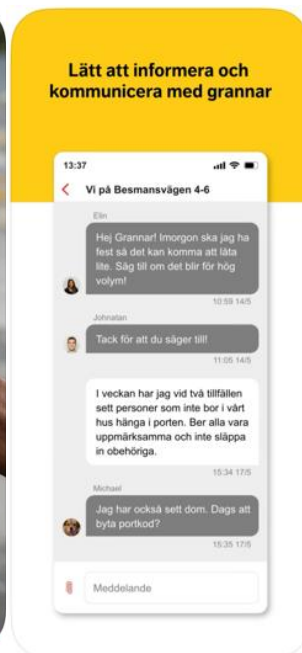 Lätt att informera och
kommunicera med grannar
13:37
Vi på Besmansvägen 4-6
Elin
Hej Grannar! Imorgon ska jag ha
fest så det kan komma att låta
lite. Säg till om det blir för hög
volym!
10:59 14/5
Johnatan
Tack för att du säger till!
11:05 14/5
I veckan har jag vid två tillfällen
sett personer som inte bor i vårt
hus hänga i porten. Ber alla vara
uppmärksamma och inte släppa
in obehöriga.
15:34 17/5
Michael
Jag har också sett dom. Dags att
byta portkod?
15:35 17/5
Meddelande